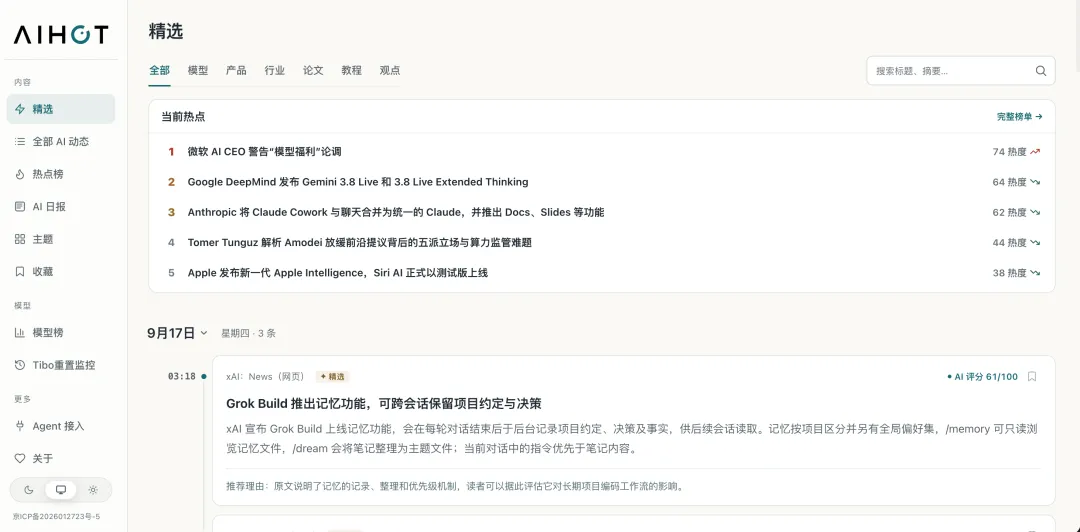 AIHOT
内容
精选
全部 AI 动态
热点榜
AI 日报
主题
收藏
模型
模型榜
Tibo重置监控
更多
Agent 接入
关于
京ICP备2026012723号-5
精选
全部 模型 产品 行业 论文 教程 观点
搜索标题、摘要...
当前热点
完整榜单 →
1 微软 AI CEO 警告“模型福利”论调 74 热度
2 Google DeepMind 发布 Gemini 3.8 Live 和 3.8 Live Extended Thinking 64 热度
3 Anthropic 将 Claude Cowork 与聊天合并为统一的 Claude，并推出 Docs、Slides 等功能 62 热度
4 Tomer Tunguz 解析 Amodei 放缓前沿提议背后的五派立场与算力监管难题 44 热度
5 Apple 发布新一代 Apple Intelligence，Siri AI 正式以测试版上线 38 热度
9月17日 星期四 · 3 条
03:18
xAI：News（网页） 精选 AI 评分 61/100
Grok Build 推出记忆功能，可跨会话保留项目约定与决策
xAI 宣布 Grok Build 上线记忆功能，会在每轮对话结束后于后台记录项目约定、决策及事实，供后续会话读取。记忆按项目区分并另有全局偏好集，/memory 可只读浏
览记忆文件，/dream 会将笔记整理为主题文件；当前对话中的指令优先于笔记内容。
推荐理由：原文说明了记忆的记录、整理和优先级机制，读者可以据此评估它对长期项目编码工作流的影响。